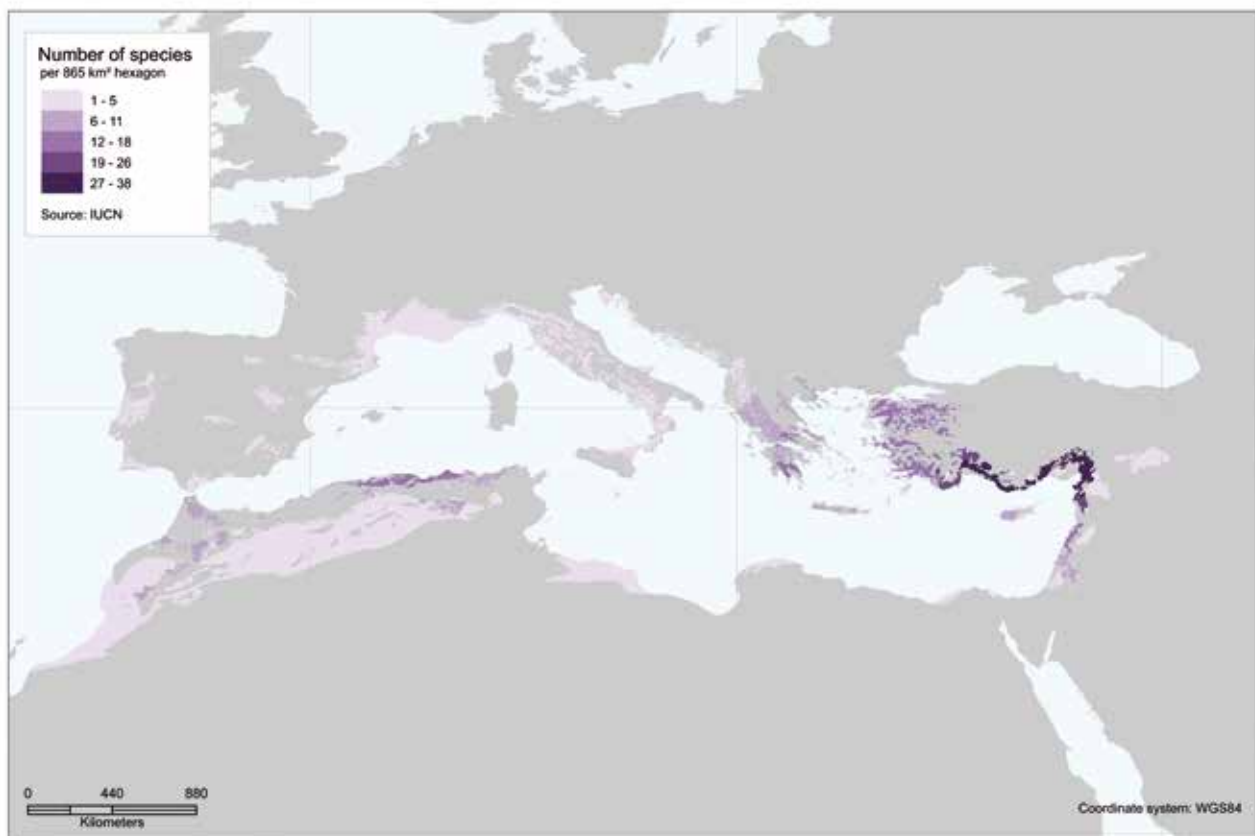 Number of species
per 865 km² hexagon
1 - 5
6 - 11
12 - 18
19 - 26
27 - 38
Source: IUCN
0 440 880
Kilometers
Coordinate system: WGS84